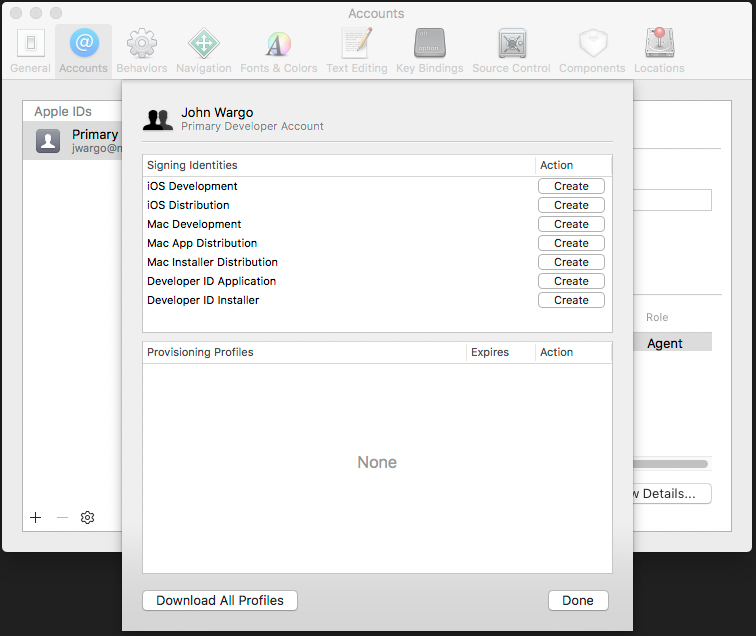 Accounts
General Accounts Behaviors Navigation Fonts & Colors Text Editing Key Bindings Source Control Components Locations
Apple IDs
Primary
jwargo@
John Wargo
Primary Developer Account
Signing Identities Action
iOS Development Create
iOS Distribution Create
Mac Development Create
Mac App Distribution Create
Mac Installer Distribution Create
Developer ID Application Create
Developer ID Installer Create
Role
Agent
Provisioning Profiles Expires Action
None
Details...
Download All Profiles Done